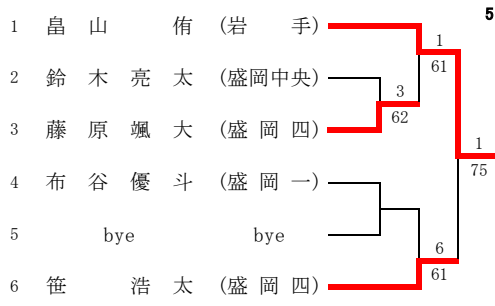 5
1 畠山 侑 (岩手)
1
61
2 鈴木亮太 (盛岡中央)
3
62
3 藤原颯大 (盛岡四)
1
75
4 布谷優斗 (盛岡一)
5 bye bye
6
61
6 笹 浩太 (盛岡四)